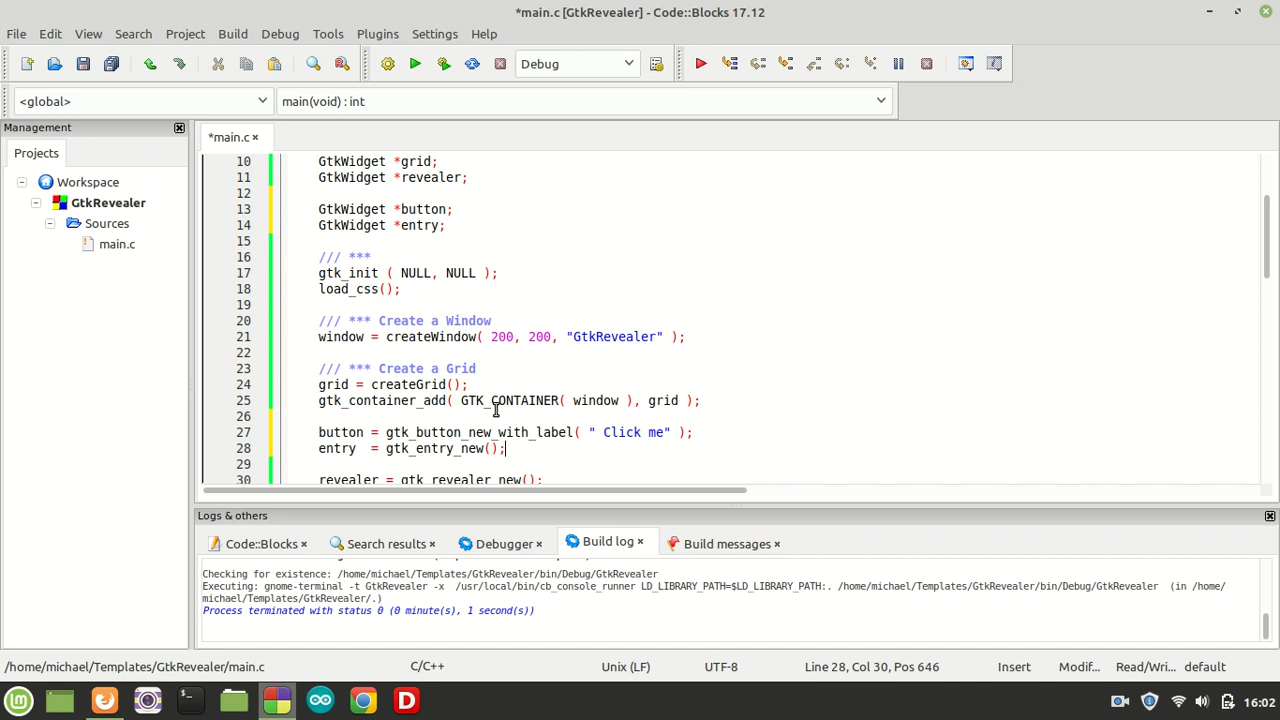 *main.c [GtkRevealer] - Code::Blocks 17.12
File Edit View Search Project Build Debug Tools Plugins Settings Help
Debug
<global> main(void) : int
Management
*main.c
Projects
Workspace
GtkRevealer
Sources
main.c
10 GtkWidget *grid;
11 GtkWidget *revealer;
12
13 GtkWidget *button;
14 GtkWidget *entry;
15
16 /// ***
17 gtk_init ( NULL, NULL );
18 load_css();
19
20 /// *** Create a Window
21 window = createWindow( 200, 200, "GtkRevealer" );
22
23 /// *** Create a Grid
24 grid = createGrid();
25 gtk_container_add( GTK_CONTAINER( window ), grid );
26
27 button = gtk_button_new_with_label( " Click me" );
28 entry  = gtk_entry_new();
29
30 revealer = gtk_revealer_new();
Logs & others
Code::Blocks Search results Debugger Build log Build messages
Checking for existence: /home/michael/Templates/GtkRevealer/bin/Debug/GtkRevealer
Executing: gnome-terminal -t GtkRevealer -x  /usr/local/bin/cb_console_runner LD_LIBRARY_PATH=$LD_LIBRARY_PATH:. /home/michael/Templates/GtkRevealer/bin/Debug/GtkRevealer  (in /home/
michael/Templates/GtkRevealer/.)
Process terminated with status 0 (0 minute(s), 1 second(s))
/home/michael/Templates/GtkRevealer/main.c C/C++ Unix (LF) UTF-8 Line 28, Col 30, Pos 646 Insert Modif... Read/Wri... default
16:02